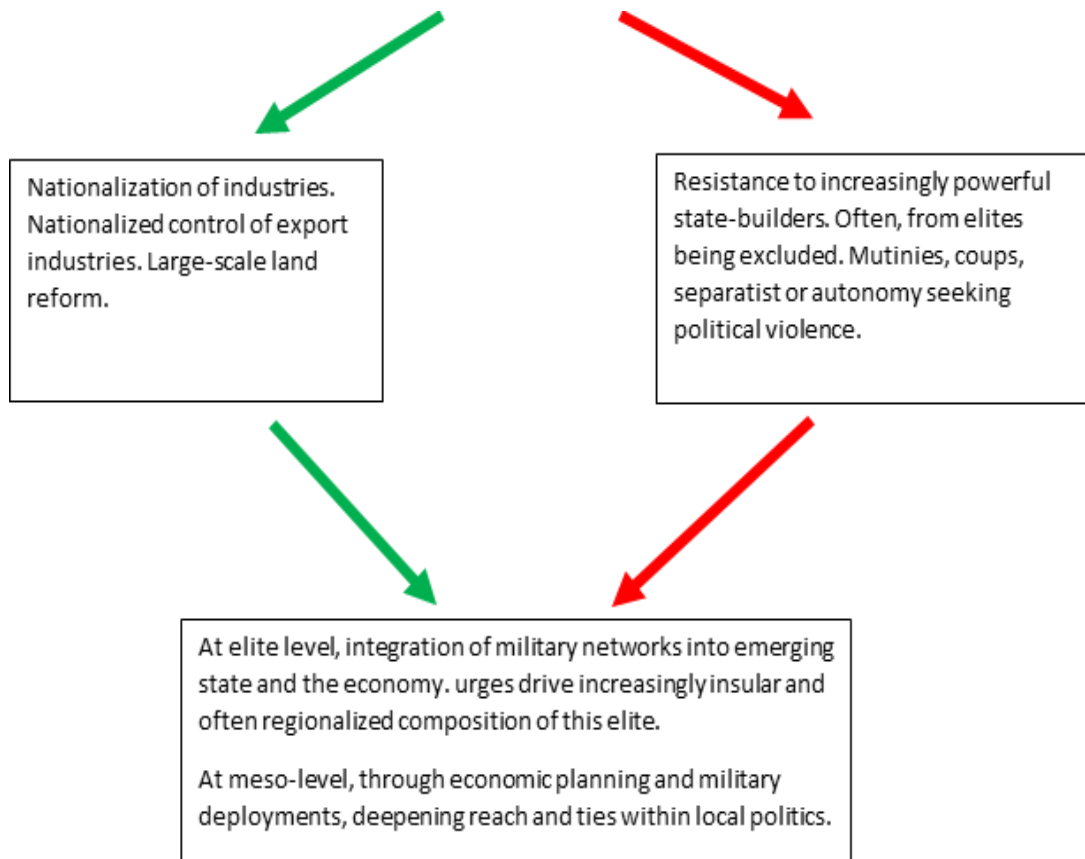 Nationalization of industries.
Nationalized control of export
industries. Large-scale land
reform.
Resistance to increasingly powerful
state-builders. Often, from elites
being excluded. Mutinies, coups,
separatist or autonomy seeking
political violence.
At elite level, integration of military networks into emerging
state and the economy. urges drive increasingly insular and
often regionalized composition of this elite.
At meso-level, through economic planning and military
deployments, deepening reach and ties within local politics.